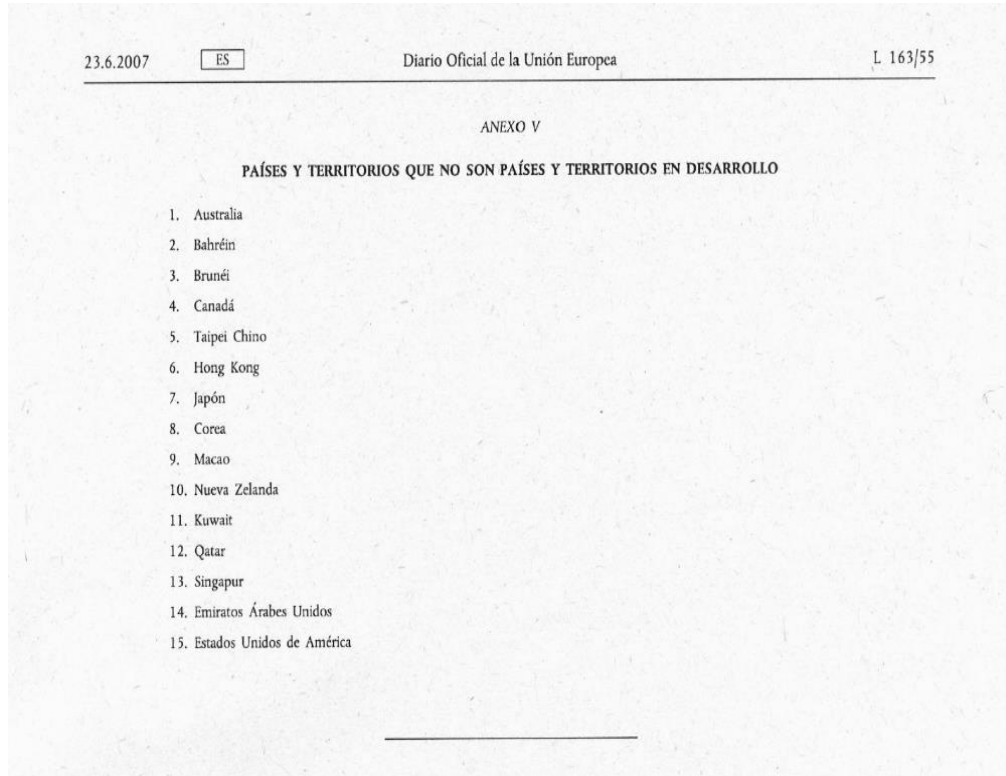 23.6.2007 ES Diario Oficial de la Unión Europea L 163/55
ANEXO V
PAÍSES Y TERRITORIOS QUE NO SON PAÍSES Y TERRITORIOS EN DESARROLLO
1. Australia
2. Bahréin
3. Brunéi
4. Canadá
5. Taipei Chino
6. Hong Kong
7. Japón
8. Corea
9. Macao
10. Nueva Zelanda
11. Kuwait
12. Qatar
13. Singapur
14. Emiratos Árabes Unidos
15. Estados Unidos de América